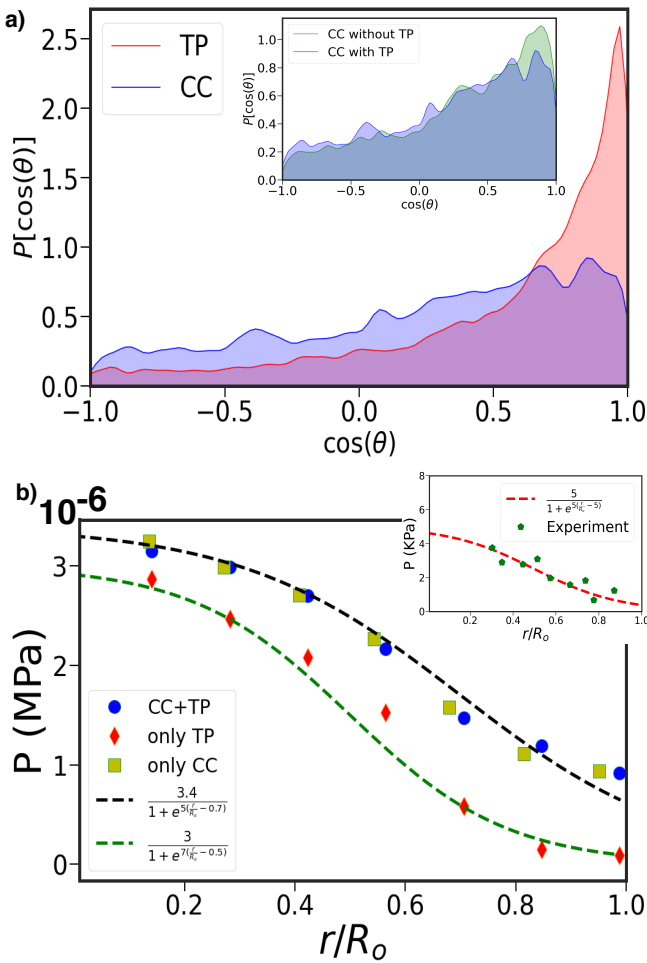 a)
2.5
2.0
1.5
1.0
0.5
0.0
P[cos(θ)]
TP
CC
1.0
0.8
0.6
0.4
0.2
0.0
P[cos(θ)]
CC without TP
CC with TP
−1.0 −0.5 0.0 0.5 1.0
cos(θ)
−1.0 −0.5 0.0 0.5 1.0
cos(θ)
b) 10^-6
3
2
1
0
P (MPa)
CC+TP
only TP
only CC
3.4 / (1 + e^{5(r/R_o − 0.7)})
3 / (1 + e^{7(r/R_o − 0.5)})
8
6
4
2
0
P (KPa)
5 / (1 + e^{5(r/R_o − 5)})
Experiment
0.0 0.2 0.4 0.6 0.8 1.0
r/R_o
0.2 0.4 0.6 0.8 1.0
r/R_o